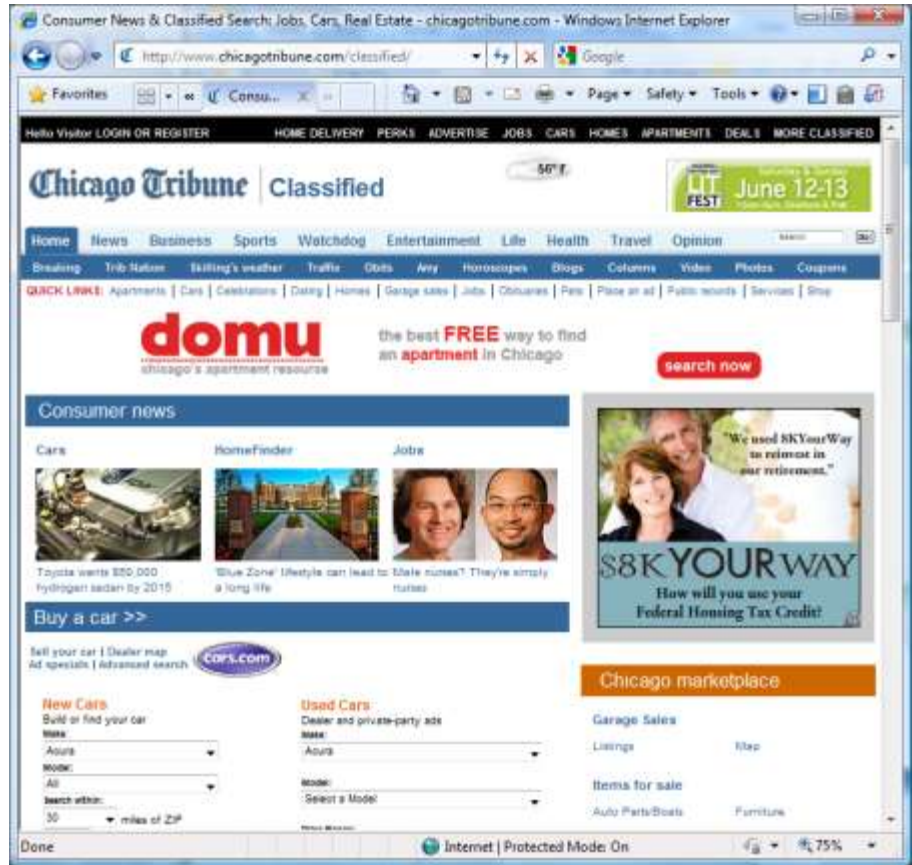 Consumer News & Classified Search: Jobs, Cars, Real Estate - chicagotribune.com - Windows Internet Explorer
http://www.chicagotribune.com/classified/
Google
Favorites
Consu...
Page
Safety
Tools
Hello Visitor LOGIN OR REGISTER HOME DELIVERY PERKS ADVERTISE JOBS CARS HOMES APARTMENTS DEALS MORE CLASSIFIED
Chicago Tribune Classified
56° F
LIT FEST
Saturday & Sunday
June 12-13
Home News Business Sports Watchdog Entertainment Life Health Travel Opinion
Breaking Trib Nation Skilling's weather Traffic Obits Amy Horoscopes Blogs Columns Video Photos Coupons
QUICK LINKS: Apartments | Cars | Celebrations | Dating | Homes | Garage sales | Jobs | Obituaries | Pets | Place an ad | Public records | Services | Shop
domu
chicago's apartment resource
the best FREE way to find
an apartment in Chicago
search now
Consumer news
Cars HomeFinder Jobs
Toyota wants $50,000
hydrogen sedan by 2015
'Blue Zone' lifestyle can lead to
a long life
Male nurses? They're simply
nurses
"We used 8KYourWay
to reinvest in
our retirement."
$8K YOUR WAY
How will you use your
Federal Housing Tax Credit?
Buy a car >>
Sell your car | Dealer map
Ad specials | Advanced search
cars.com
New Cars
Build or find your car
Make:
Acura
Model:
All
Search within:
30 miles of ZIP
Used Cars
Dealer and private-party ads
Make:
Acura
Model:
Select a Model
Chicago marketplace
Garage Sales
Listings Map
Items for sale
Auto Parts/Boats Furniture
Done
Internet | Protected Mode: On
75%